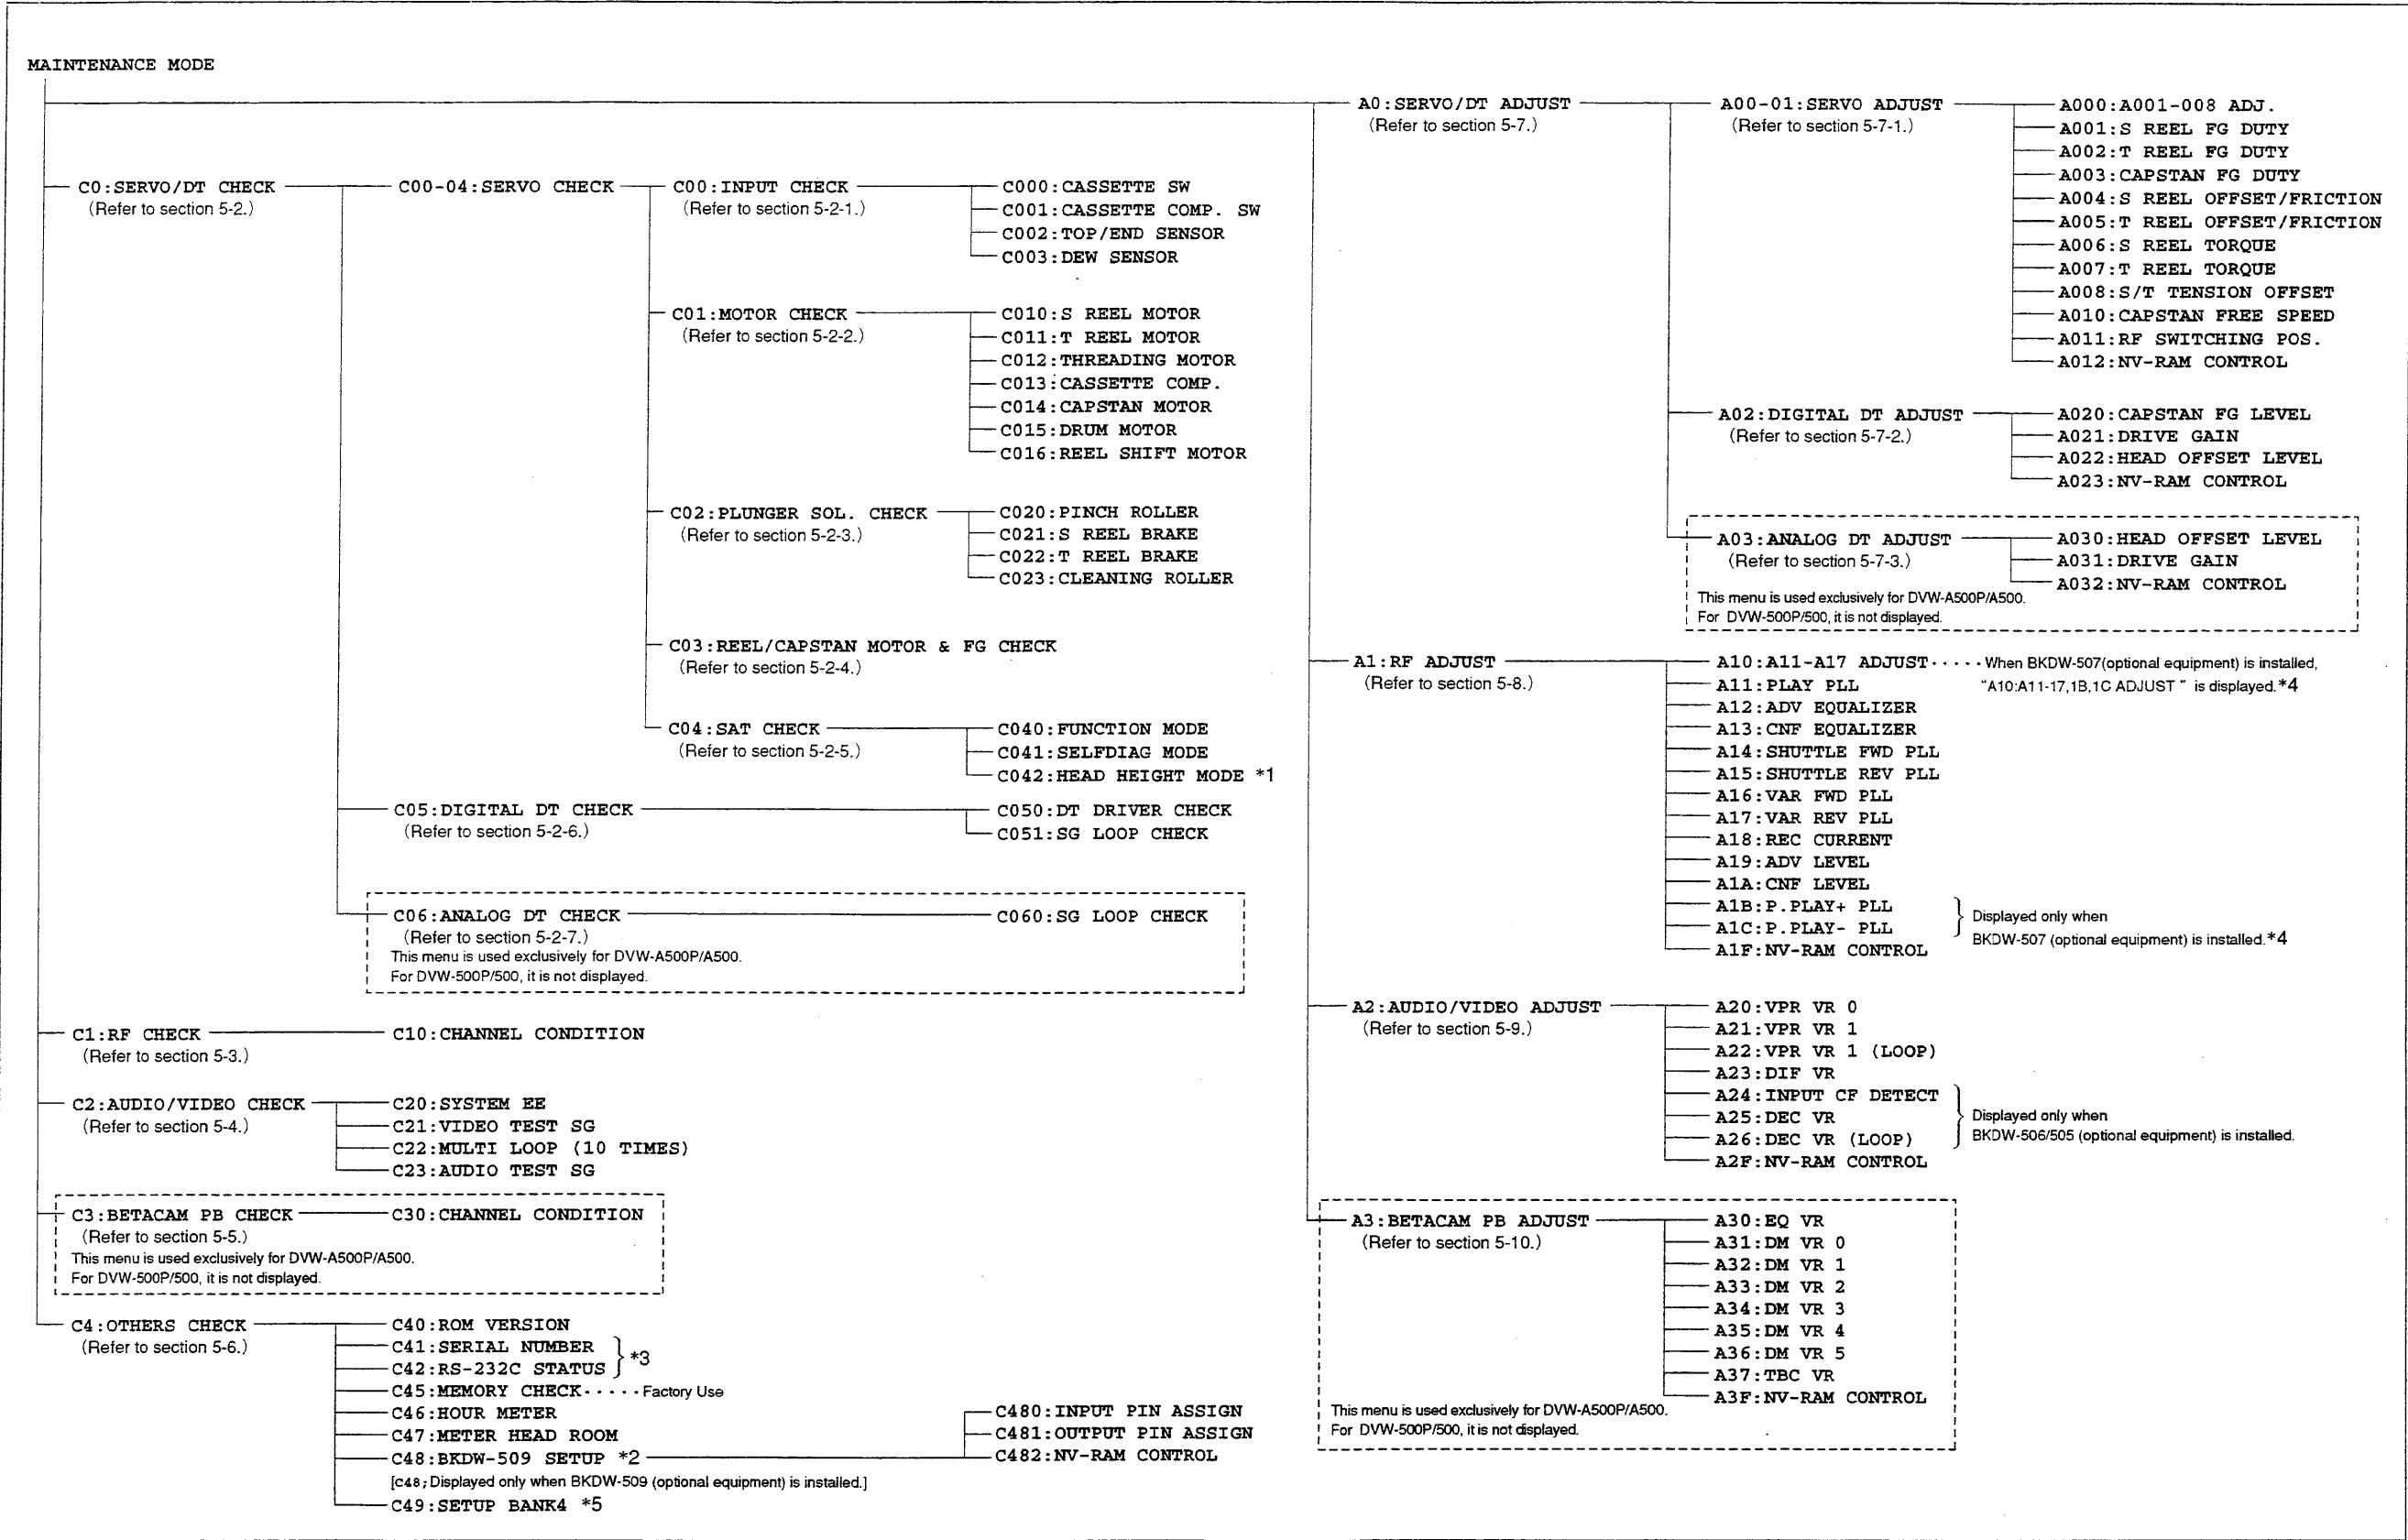 MAINTENANCE MODE
C0:SERVO/DT CHECK
(Refer to section 5-2.)
C00-04:SERVO CHECK
C00:INPUT CHECK
(Refer to section 5-2-1.)
C000:CASSETTE SW
C001:CASSETTE COMP. SW
C002:TOP/END SENSOR
C003:DEW SENSOR
C01:MOTOR CHECK
(Refer to section 5-2-2.)
C010:S REEL MOTOR
C011:T REEL MOTOR
C012:THREADING MOTOR
C013:CASSETTE COMP.
C014:CAPSTAN MOTOR
C015:DRUM MOTOR
C016:REEL SHIFT MOTOR
C02:PLUNGER SOL. CHECK
(Refer to section 5-2-3.)
C020:PINCH ROLLER
C021:S REEL BRAKE
C022:T REEL BRAKE
C023:CLEANING ROLLER
C03:REEL/CAPSTAN MOTOR & FG CHECK
(Refer to section 5-2-4.)
C04:SAT CHECK
(Refer to section 5-2-5.)
C040:FUNCTION MODE
C041:SELFDIAG MODE
C042:HEAD HEIGHT MODE *1
C05:DIGITAL DT CHECK
(Refer to section 5-2-6.)
C050:DT DRIVER CHECK
C051:SG LOOP CHECK
C06:ANALOG DT CHECK
(Refer to section 5-2-7.)
C060:SG LOOP CHECK
This menu is used exclusively for DVW-A500P/A500.
For DVW-500P/500, it is not displayed.
C1:RF CHECK
(Refer to section 5-3.)
C10:CHANNEL CONDITION
C2:AUDIO/VIDEO CHECK
(Refer to section 5-4.)
C20:SYSTEM EE
C21:VIDEO TEST SG
C22:MULTI LOOP (10 TIMES)
C23:AUDIO TEST SG
C3:BETACAM PB CHECK
(Refer to section 5-5.)
C30:CHANNEL CONDITION
This menu is used exclusively for DVW-A500P/A500.
For DVW-500P/500, it is not displayed.
C4:OTHERS CHECK
(Refer to section 5-6.)
C40:ROM VERSION
C41:SERIAL NUMBER
C42:RS-232C STATUS
*3
C45:MEMORY CHECK ····· Factory Use
C46:HOUR METER
C47:METER HEAD ROOM
C48:BKDW-509 SETUP *2
[C48; Displayed only when BKDW-509 (optional equipment) is installed.]
C480:INPUT PIN ASSIGN
C481:OUTPUT PIN ASSIGN
C482:NV-RAM CONTROL
C49:SETUP BANK4 *5
A0:SERVO/DT ADJUST
(Refer to section 5-7.)
A00-01:SERVO ADJUST
(Refer to section 5-7-1.)
A000:A001-008 ADJ.
A001:S REEL FG DUTY
A002:T REEL FG DUTY
A003:CAPSTAN FG DUTY
A004:S REEL OFFSET/FRICTION
A005:T REEL OFFSET/FRICTION
A006:S REEL TORQUE
A007:T REEL TORQUE
A008:S/T TENSION OFFSET
A010:CAPSTAN FREE SPEED
A011:RF SWITCHING POS.
A012:NV-RAM CONTROL
A02:DIGITAL DT ADJUST
(Refer to section 5-7-2.)
A020:CAPSTAN FG LEVEL
A021:DRIVE GAIN
A022:HEAD OFFSET LEVEL
A023:NV-RAM CONTROL
A03:ANALOG DT ADJUST
(Refer to section 5-7-3.)
A030:HEAD OFFSET LEVEL
A031:DRIVE GAIN
A032:NV-RAM CONTROL
This menu is used exclusively for DVW-A500P/A500.
For DVW-500P/500, it is not displayed.
A1:RF ADJUST
(Refer to section 5-8.)
A10:A11-A17 ADJUST ····· When BKDW-507(optional equipment) is installed,
"A10:A11-17,1B,1C ADJUST " is displayed.*4
A11:PLAY PLL
A12:ADV EQUALIZER
A13:CNF EQUALIZER
A14:SHUTTLE FWD PLL
A15:SHUTTLE REV PLL
A16:VAR FWD PLL
A17:VAR REV PLL
A18:REC CURRENT
A19:ADV LEVEL
A1A:CNF LEVEL
A1B:P.PLAY+ PLL
A1C:P.PLAY- PLL
Displayed only when
BKDW-507 (optional equipment) is installed.*4
A1F:NV-RAM CONTROL
A2:AUDIO/VIDEO ADJUST
(Refer to section 5-9.)
A20:VPR VR 0
A21:VPR VR 1
A22:VPR VR 1 (LOOP)
A23:DIF VR
A24:INPUT CF DETECT
A25:DEC VR
A26:DEC VR (LOOP)
Displayed only when
BKDW-506/505 (optional equipment) is installed.
A2F:NV-RAM CONTROL
A3:BETACAM PB ADJUST
(Refer to section 5-10.)
A30:EQ VR
A31:DM VR 0
A32:DM VR 1
A33:DM VR 2
A34:DM VR 3
A35:DM VR 4
A36:DM VR 5
A37:TBC VR
A3F:NV-RAM CONTROL
This menu is used exclusively for DVW-A500P/A500.
For DVW-500P/500, it is not displayed.